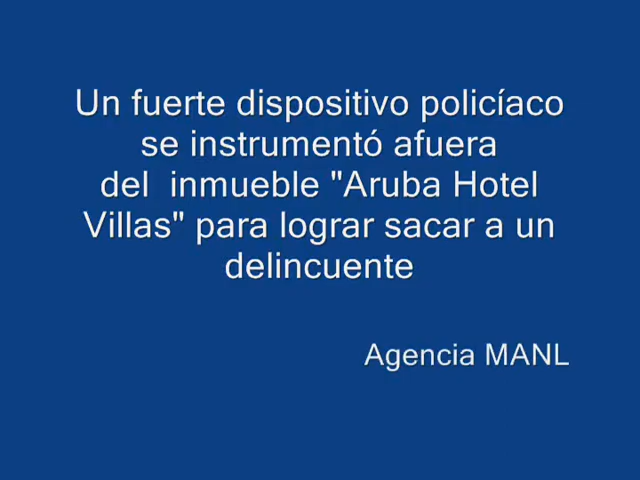 Un fuerte dispositivo policíaco
se instrumentó afuera
del  inmueble "Aruba Hotel
Villas" para lograr sacar a un
delincuente
Agencia MANL